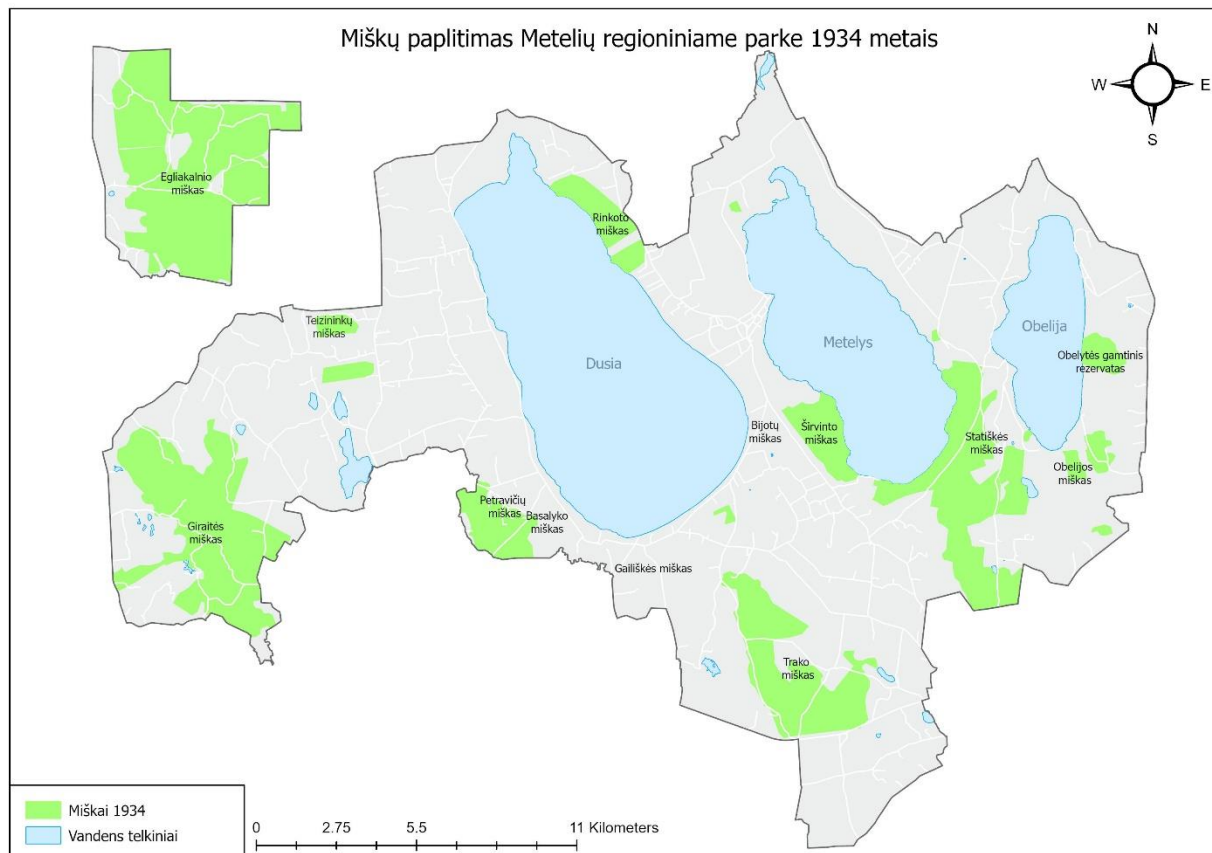 Miškų paplitimas Metelių regioniniame parke 1934 metais
N
W
E
S
Egliakalnio
miškas
Rinkoto
miškas
Teizininkų
miškas
Dusia
Metelys
Obelija
Obelytės gamtinis
rezervatas
Bijotų
miškas
Širvinto
miškas
Statiškės
miškas
Obelijos
miškas
Petravičių
miškas
Basalyko
miškas
Giraitės
miškas
Gailiškės miškas
Trako
miškas
Miškai 1934
Vandens telkiniai
0 2.75 5.5 11 Kilometers